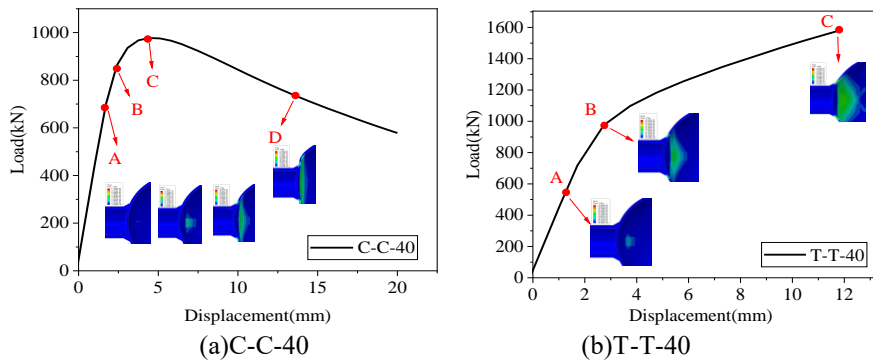 1000
800
600
400
200
0
Load(kN)
A
B
C
D
C-C-40
0
5
10
15
20
Displacement(mm)
(a)C-C-40
1600
1400
1200
1000
800
600
400
200
0
Load(kN)
A
B
C
T-T-40
0
2
4
6
8
10
12
Displacement(mm)
(b)T-T-40